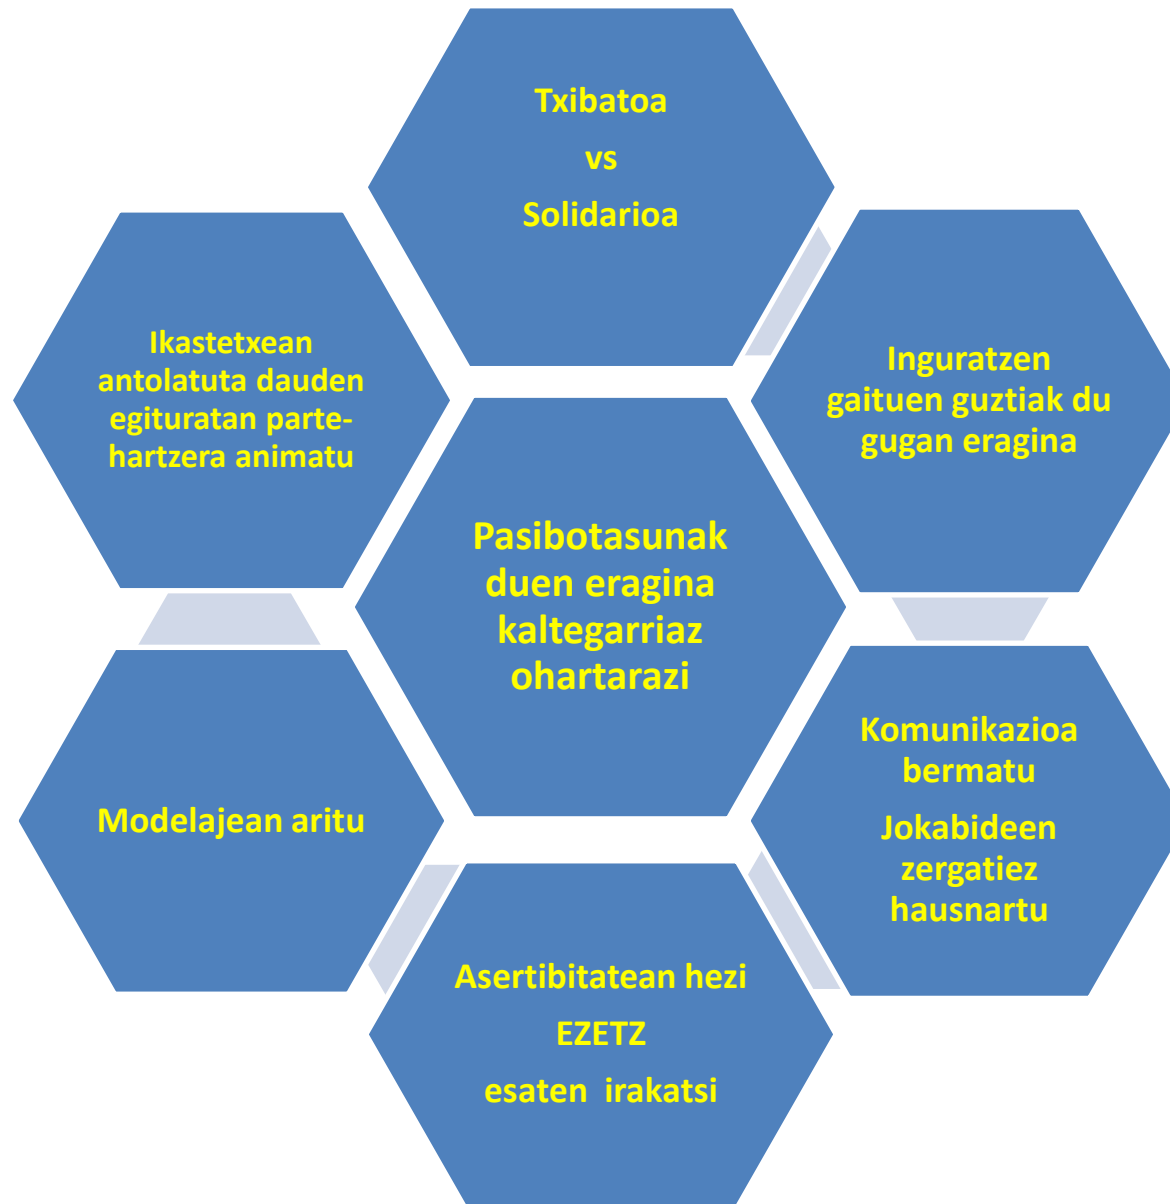 Txibatoa
vs
Solidarioa
Ikastetxean
antolatuta dauden
egituratan parte-
hartzera animatu
Inguratzen
gaituen guztiak du
gugan eragina
Pasibotasunak
duen eragina
kaltegarriaz
ohartarazi
Modelajean aritu
Komunikazioa
bermatu
Jokabideen
zergatiez
hausnartu
Asertibitatean hezi
EZETZ
esaten irakatsi